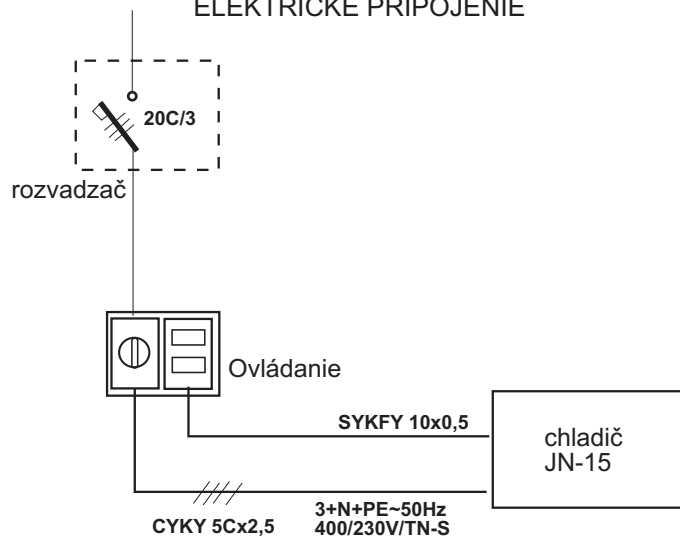 ELEKTRICKÉ PRIPOJENIE
20C/3
rozvadzač
Ovládanie
SYKFY 10x0,5
chladič
JN-15
CYKY 5Cx2,5
3+N+PE~50Hz
400/230V/TN-S